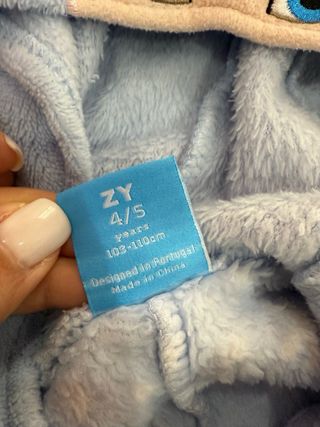 ZY
4/5
years
103-110cm
Designed in Portugal
Made in China